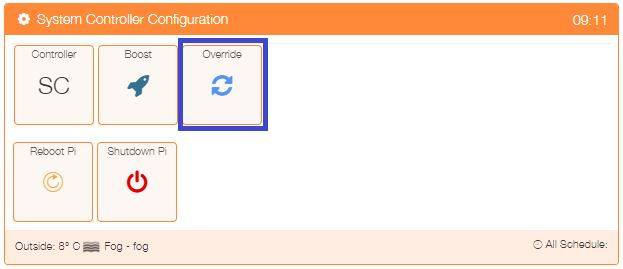 System Controller Configuration 09:11
Controller Boost Override
SC
Reboot Pi Shutdown Pi
Outside: 8° C Fog - fog All Schedule: